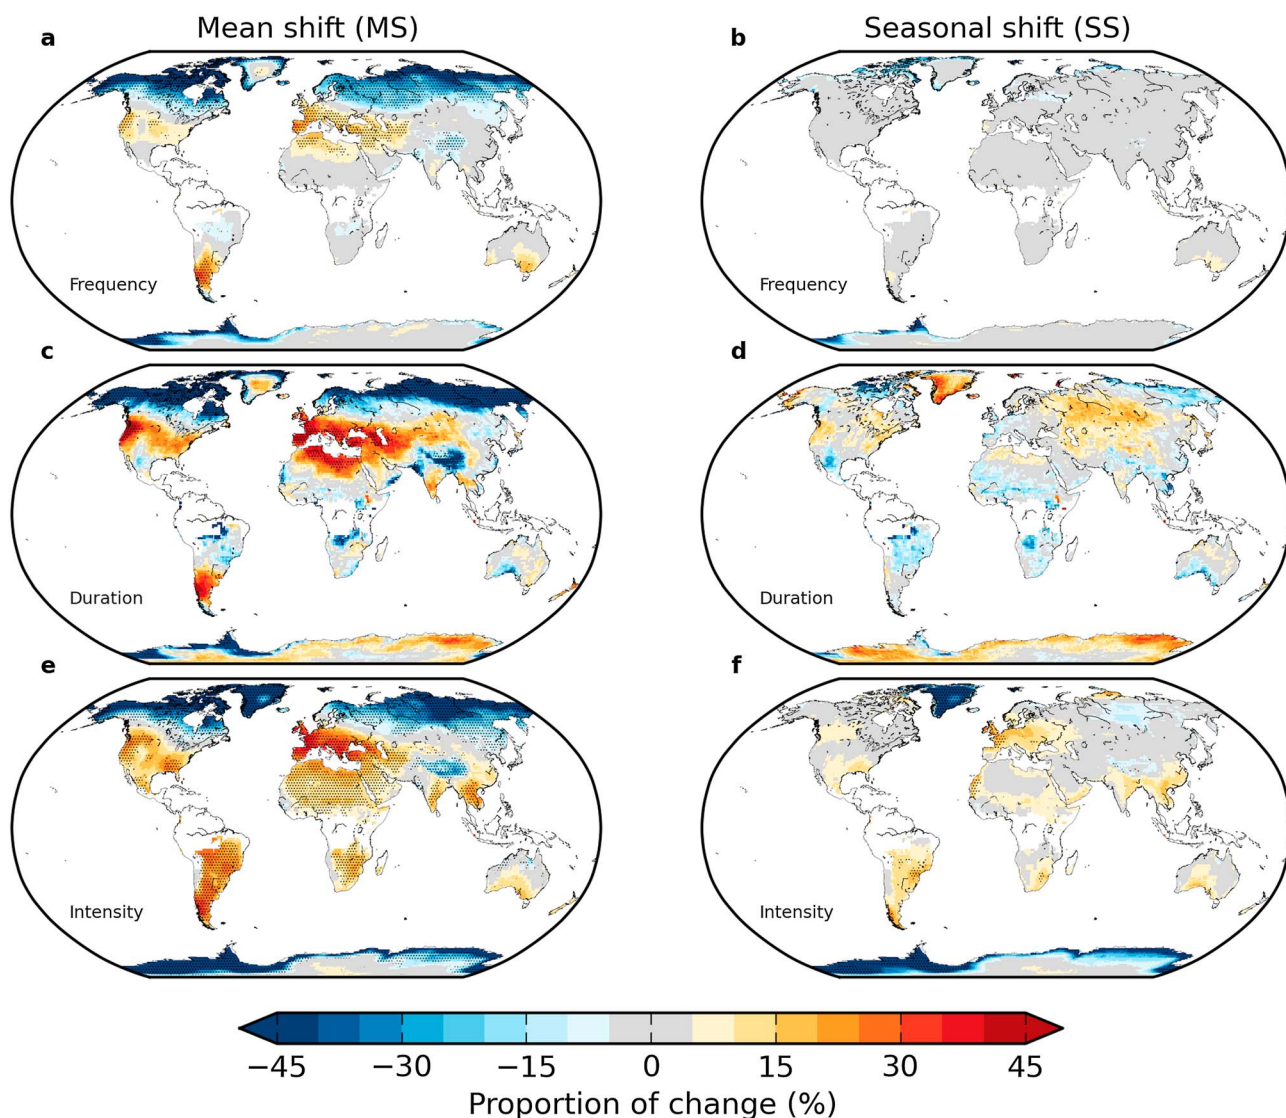 Mean shift (MS)
Seasonal shift (SS)
a
b
Frequency
Frequency
c
d
Duration
Duration
e
f
Intensity
Intensity
−45 −30 −15 0 15 30 45
Proportion of change (%)